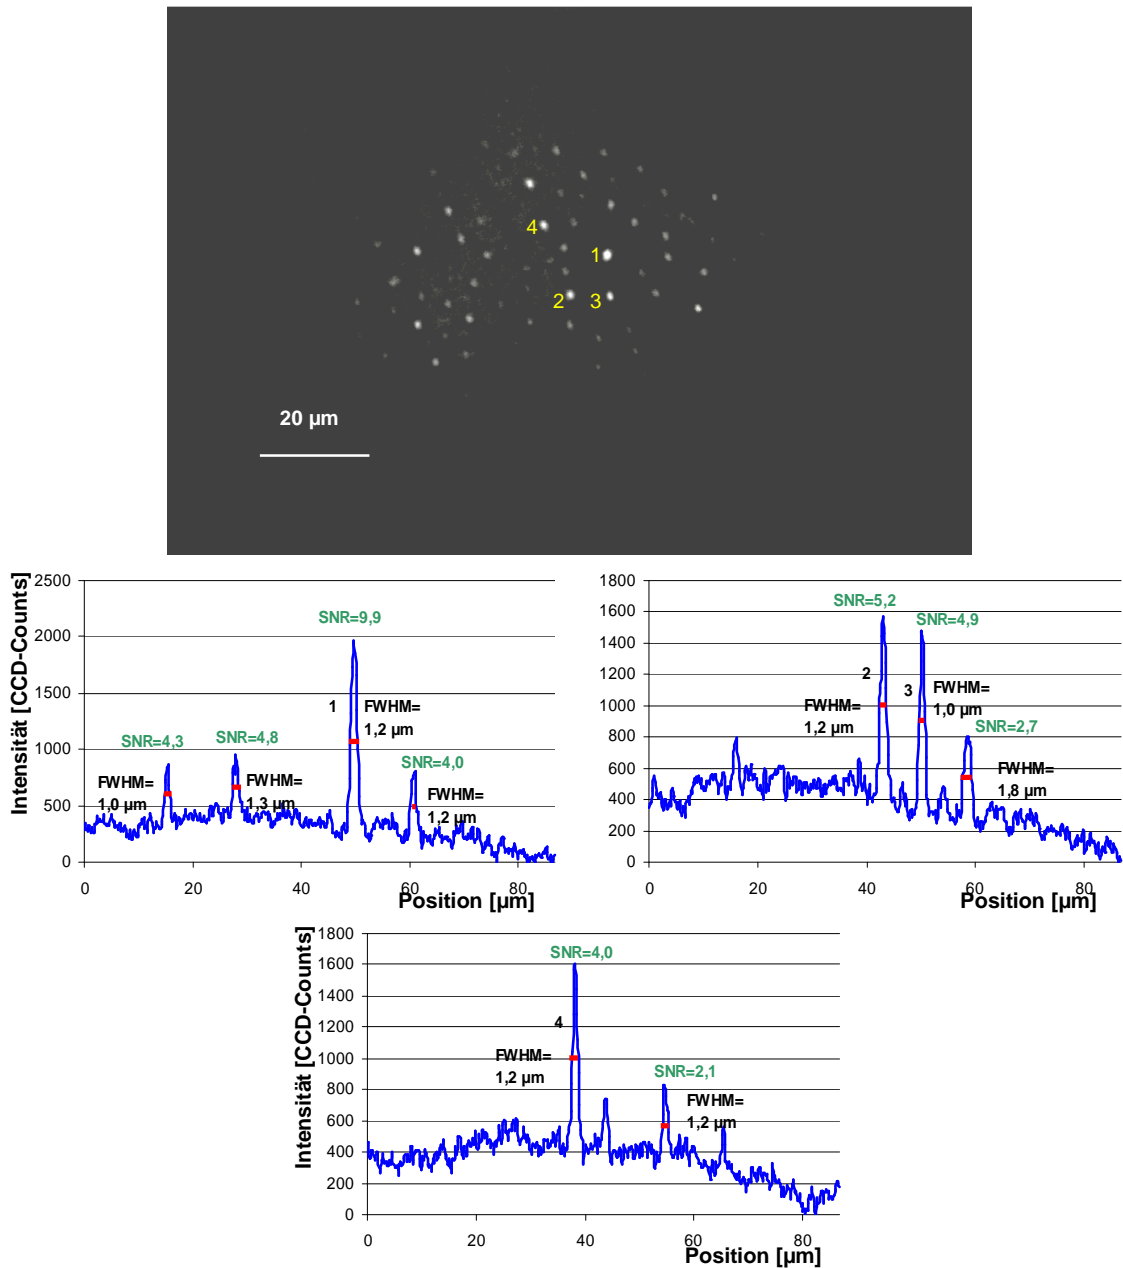 4
1
2
3
20 µm
Intensität [CCD-Counts]
2500
2000
1500
1000
500
0
SNR=9,9
1
FWHM=
1,2 µm
SNR=4,3
SNR=4,8
SNR=4,0
FWHM=
1,0 µm
FWHM=
1,3 µm
FWHM=
1,2 µm
0
20
40
60
80
Position [µm]
1800
1600
1400
1200
1000
800
600
400
200
0
SNR=5,2
SNR=4,9
2
3
FWHM=
1,0 µm
FWHM=
1,2 µm
SNR=2,7
FWHM=
1,8 µm
0
20
40
60
80
Position [µm]
Intensität [CCD-Counts]
1800
1600
1400
1200
1000
800
600
400
200
0
SNR=4,0
4
FWHM=
1,2 µm
SNR=2,1
FWHM=
1,2 µm
0
20
40
60
80
Position [µm]